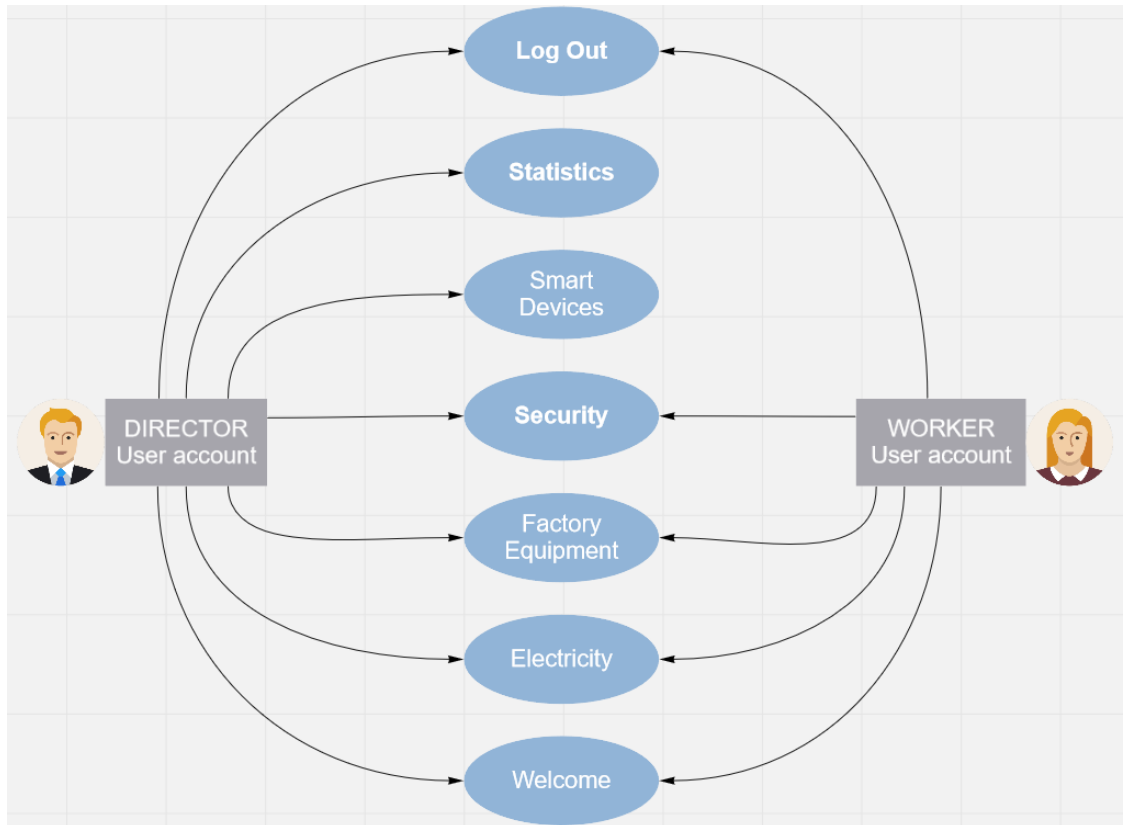 Log Out
Statistics
Smart
Devices
DIRECTOR
User account
Security
WORKER
User account
Factory
Equipment
Electricity
Welcome